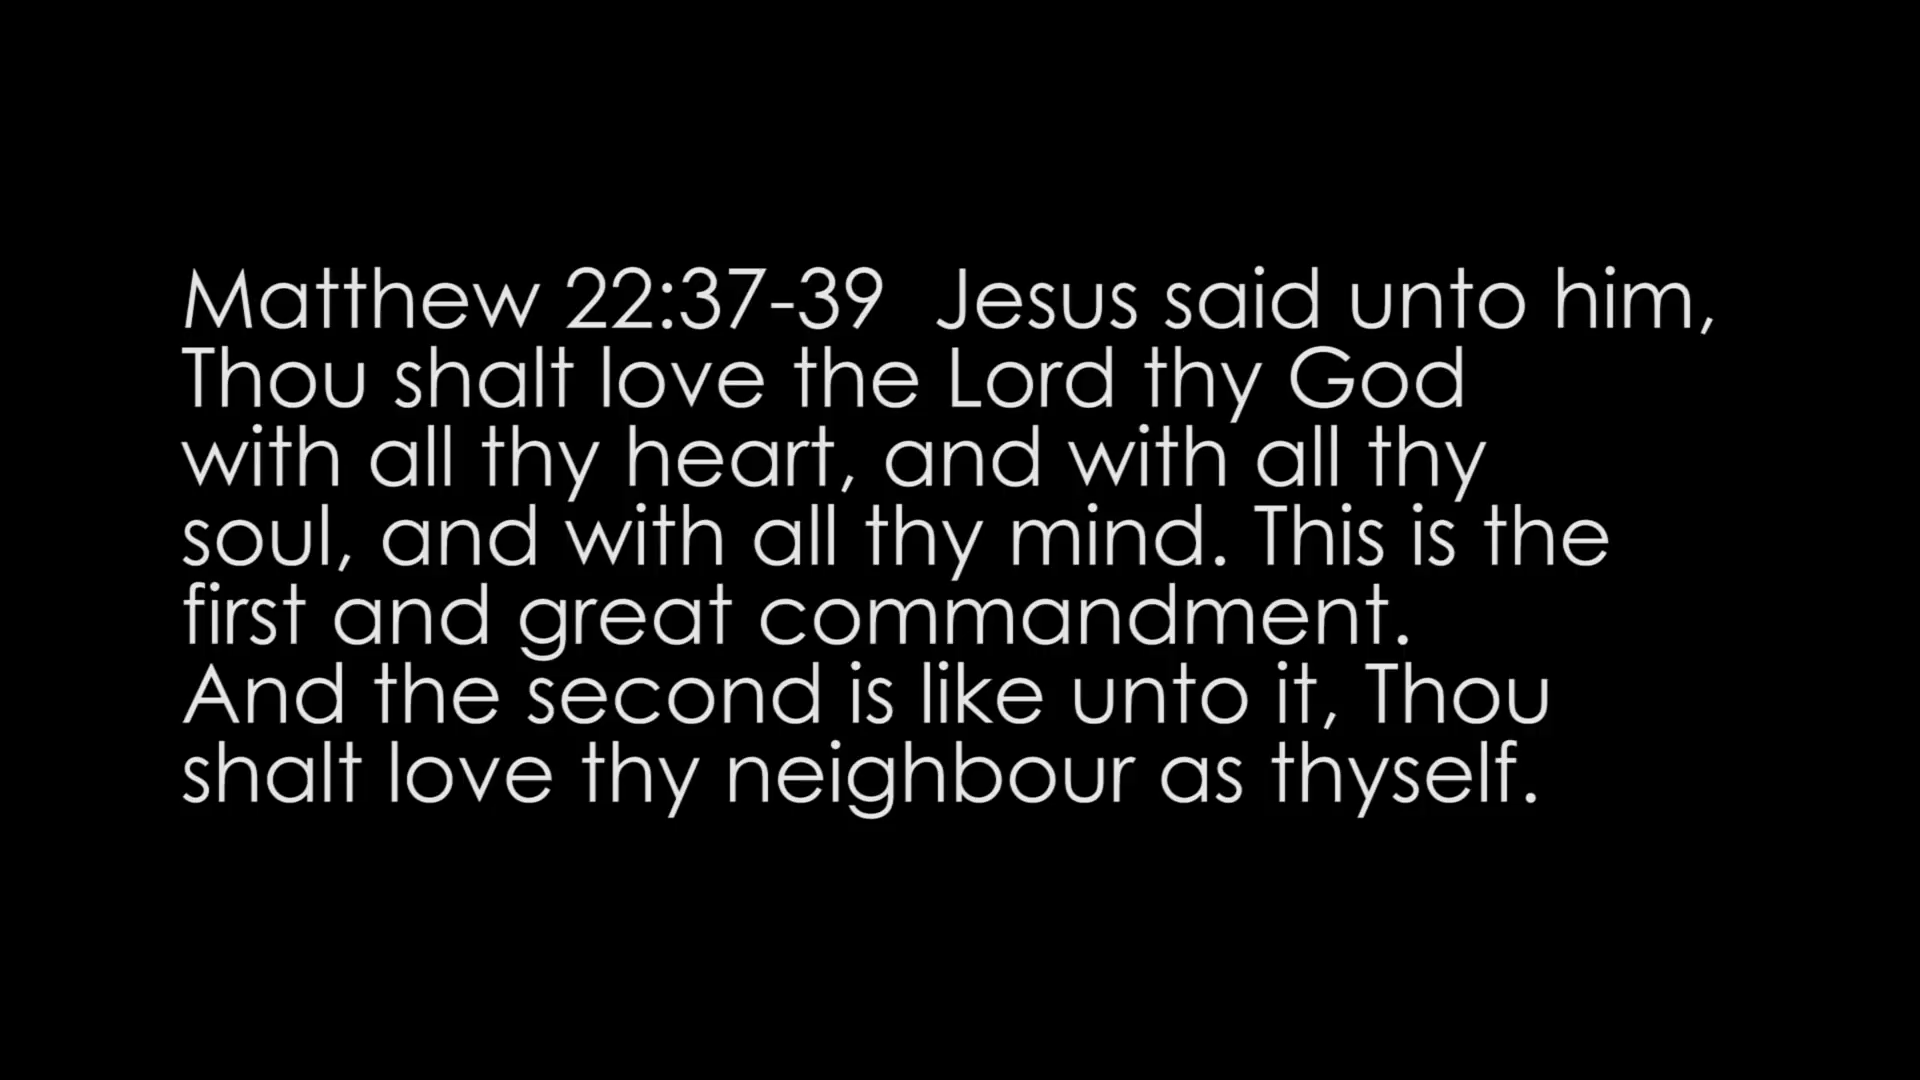 Matthew 22:37-39 Jesus said unto him,
Thou shalt love the Lord thy God
with all thy heart, and with all thy
soul, and with all thy mind. This is the
first and great commandment.
And the second is like unto it, Thou
shalt love thy neighbour as thyself.